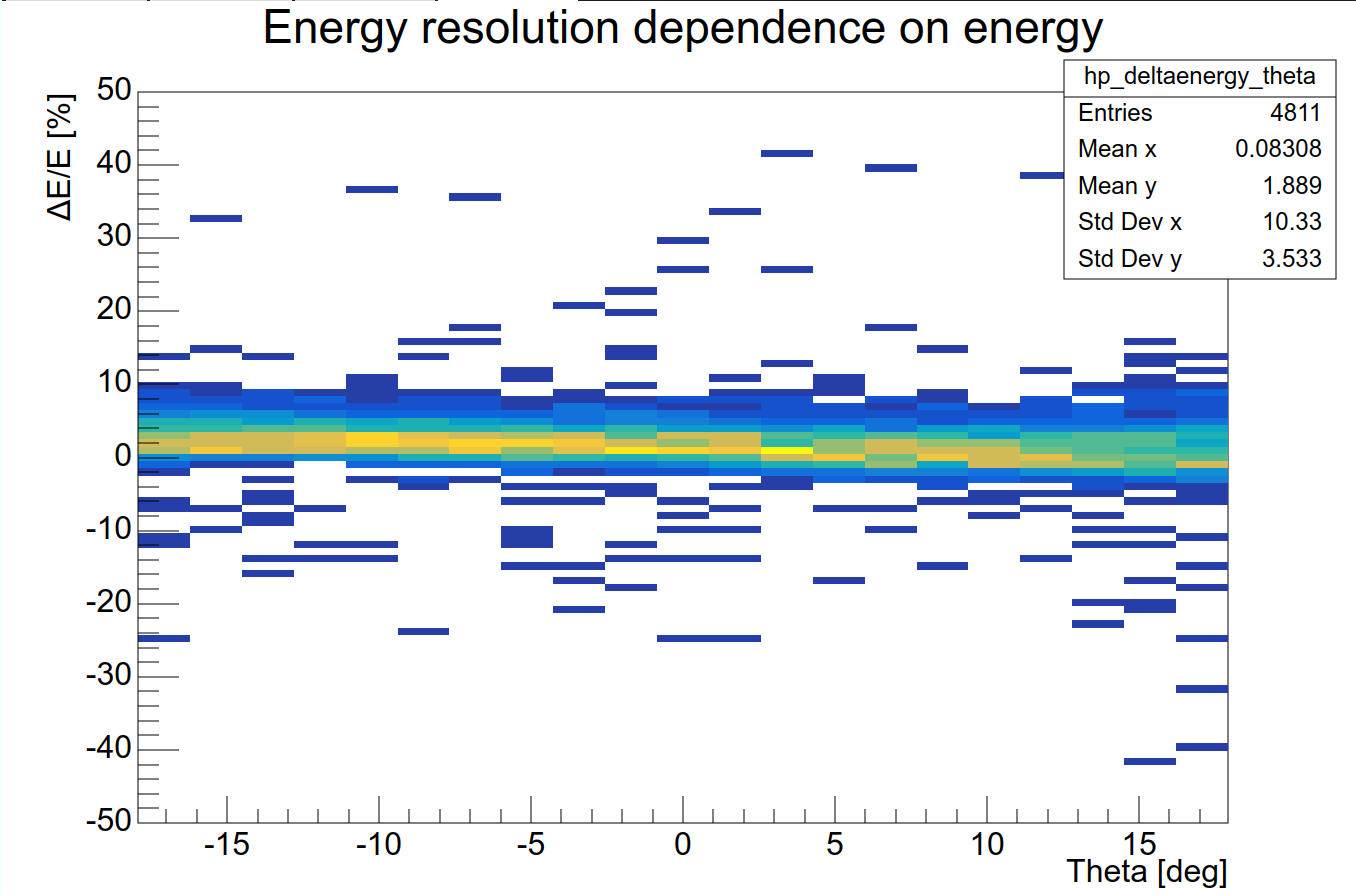 Energy resolution dependence on energy
hp_deltaenergy_theta
Entries 4811
Mean x 0.08308
Mean y 1.889
Std Dev x 10.33
Std Dev y 3.533
ΔE/E [%]
50
40
30
20
10
0
-10
-20
-30
-40
-50
-15 -10 -5 0 5 10 15
Theta [deg]